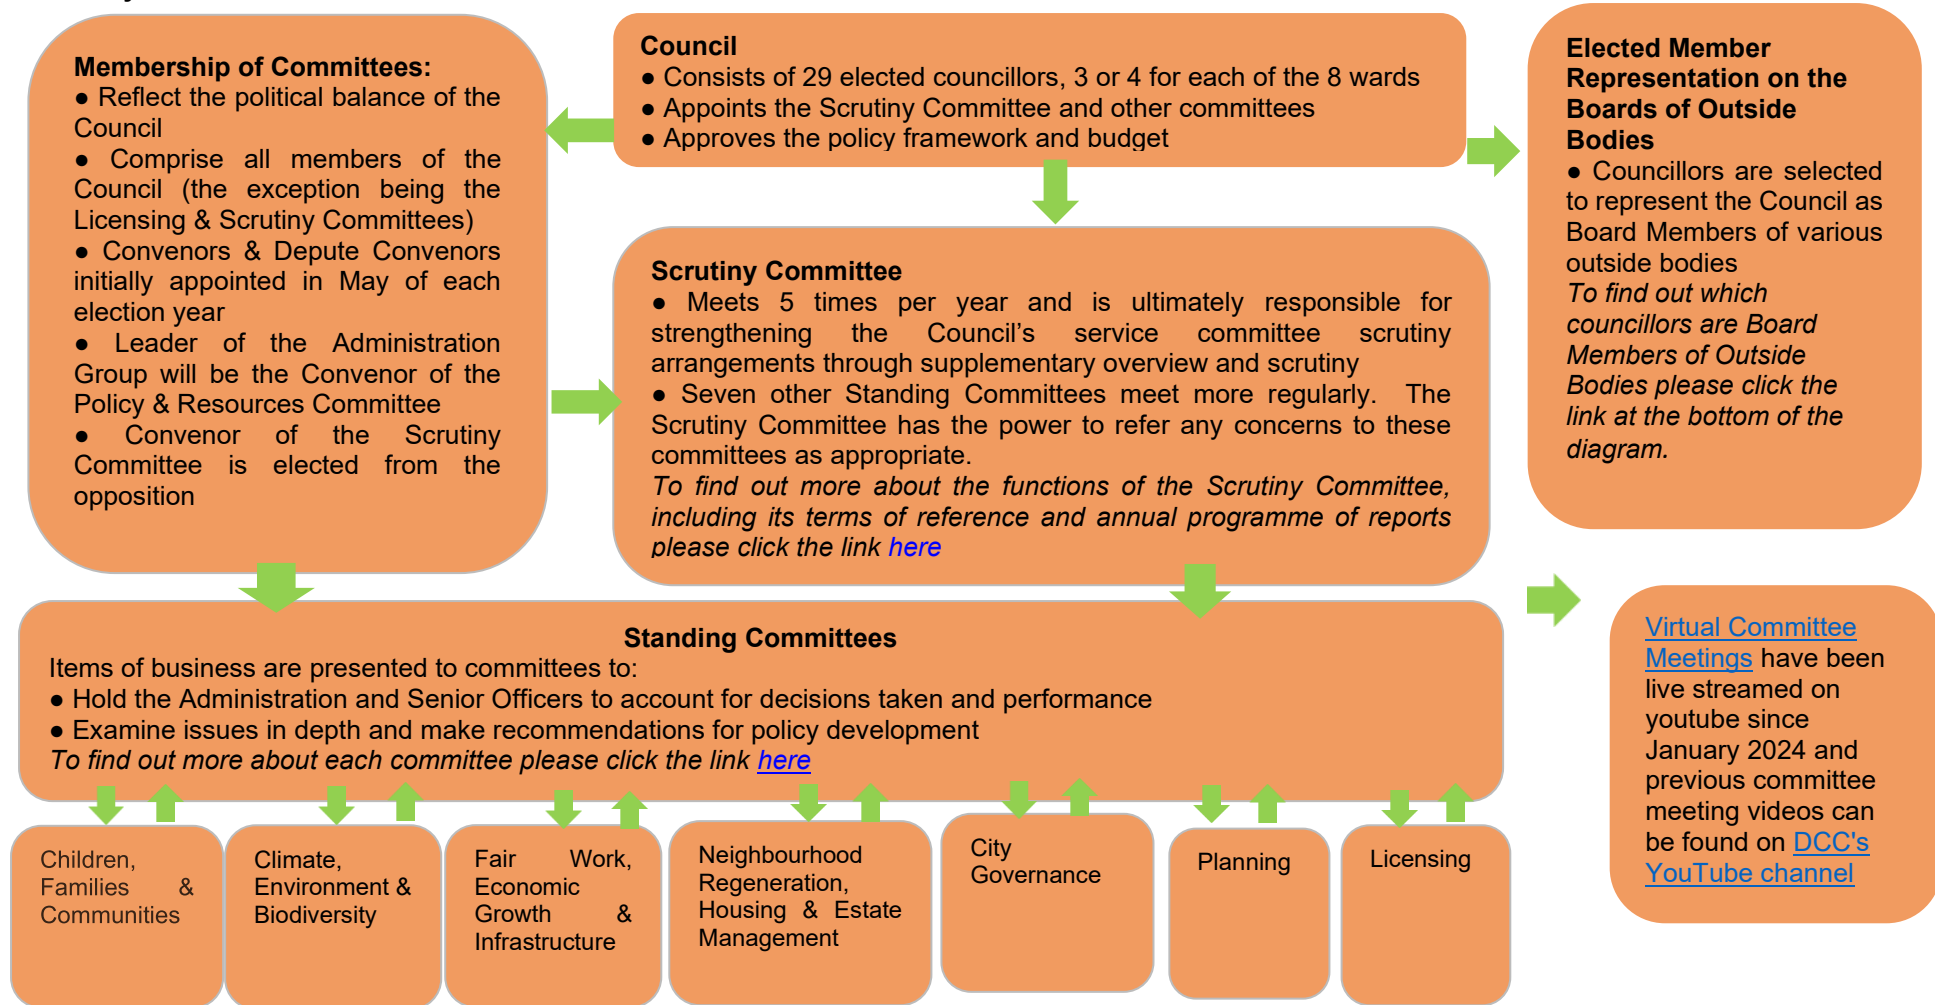 Membership of Committees:
● Reflect the political balance of the
Council
● Comprise all members of the
Council (the exception being the
Licensing & Scrutiny Committees)
● Convenors & Depute Convenors
initially appointed in May of each
election year
● Leader of the Administration
Group will be the Convenor of the
Policy & Resources Committee
● Convenor of the Scrutiny
Committee is elected from the
opposition
Council
● Consists of 29 elected councillors, 3 or 4 for each of the 8 wards
● Appoints the Scrutiny Committee and other committees
● Approves the policy framework and budget
Elected Member
Representation on the
Boards of Outside
Bodies
● Councillors are selected
to represent the Council as
Board Members of various
outside bodies
To find out which
councillors are Board
Members of Outside
Bodies please click the
link at the bottom of the
diagram.
Scrutiny Committee
● Meets 5 times per year and is ultimately responsible for
strengthening the Council’s service committee scrutiny
arrangements through supplementary overview and scrutiny
● Seven other Standing Committees meet more regularly. The
Scrutiny Committee has the power to refer any concerns to these
committees as appropriate.
To find out more about the functions of the Scrutiny Committee,
including its terms of reference and annual programme of reports
please click the link here
Standing Committees
Items of business are presented to committees to:
● Hold the Administration and Senior Officers to account for decisions taken and performance
● Examine issues in depth and make recommendations for policy development
To find out more about each committee please click the link here
Virtual Committee
Meetings have been
live streamed on
youtube since
January 2024 and
previous committee
meeting videos can
be found on DCC's
YouTube channel
Children,
Families &
Communities
Climate,
Environment &
Biodiversity
Fair Work,
Economic
Growth &
Infrastructure
Neighbourhood
Regeneration,
Housing & Estate
Management
City
Governance
Planning
Licensing